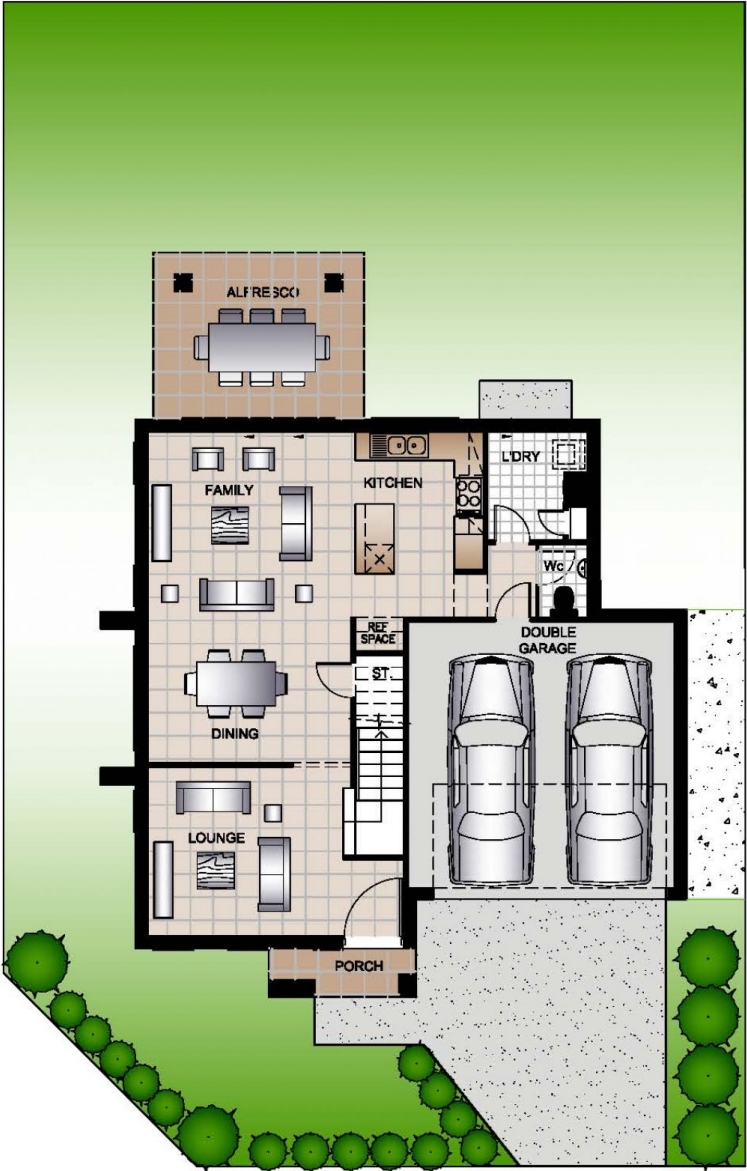 ALFRESCO
L'DRY
KITCHEN
FAMILY
Wc
REF
SPACE
DOUBLE
GARAGE
ST.
DINING
LOUNGE
PORCH